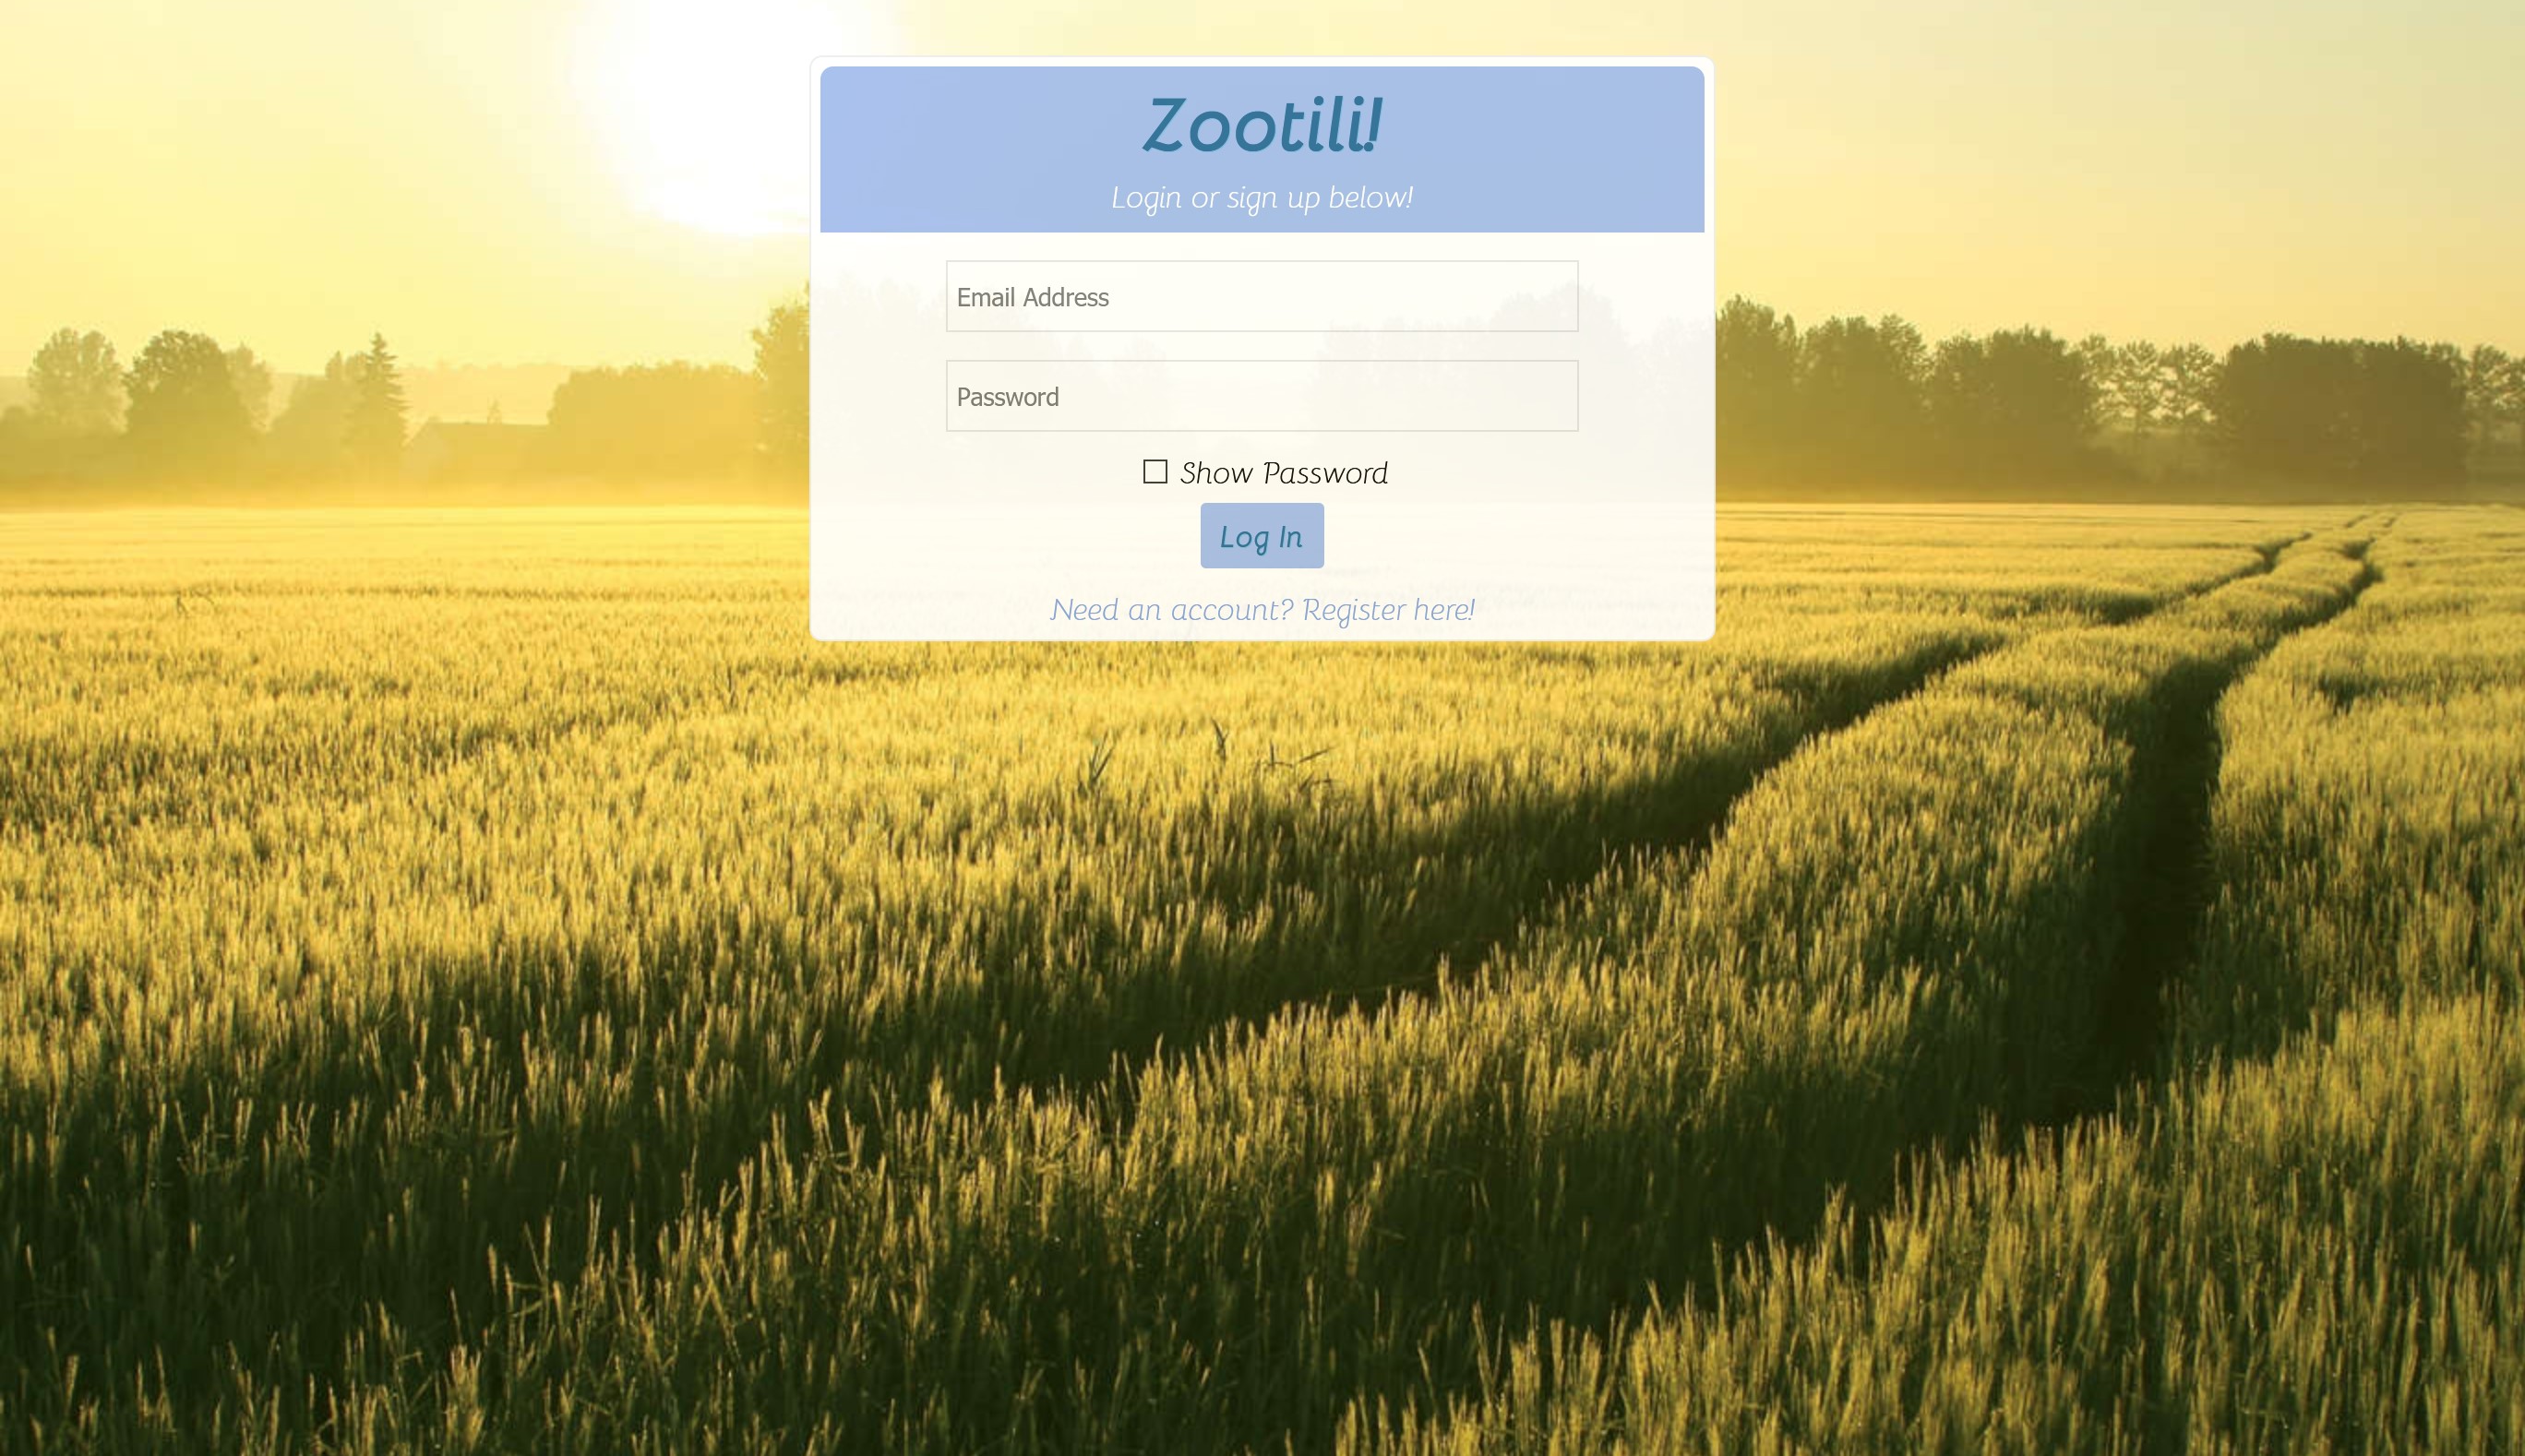 Zootili!
Login or sign up below!
Email Address
Password
Show Password
Log In
Need an account? Register here!